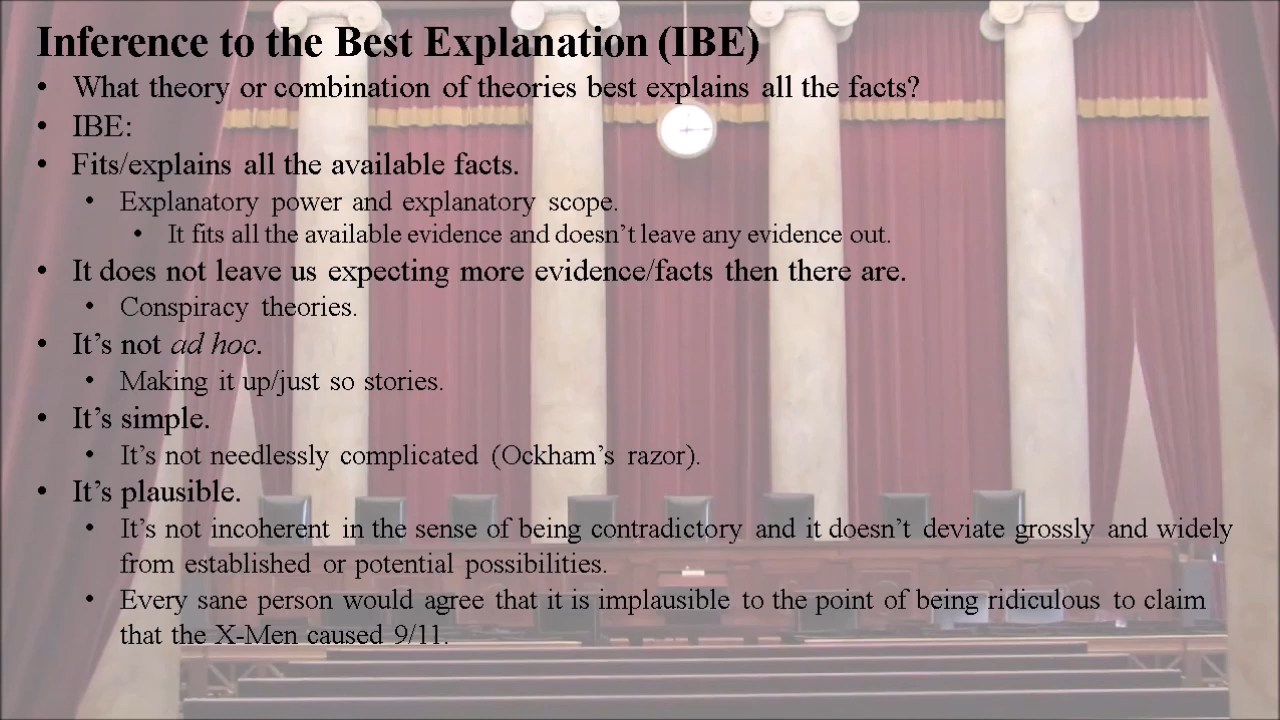 Inference to the Best Explanation (IBE)
• What theory or combination of theories best explains all the facts?
• IBE:
• Fits/explains all the available facts.
• Explanatory power and explanatory scope.
• It fits all the available evidence and doesn't leave any evidence out.
• It does not leave us expecting more evidence/facts then there are.
• Conspiracy theories.
• It's not ad hoc.
• Making it up/just so stories.
• It's simple.
• It's not needlessly complicated (Ockham's razor).
• It's plausible.
• It's not incoherent in the sense of being contradictory and it doesn't deviate grossly and widely
from established or potential possibilities.
• Every sane person would agree that it is implausible to the point of being ridiculous to claim
that the X-Men caused 9/11.